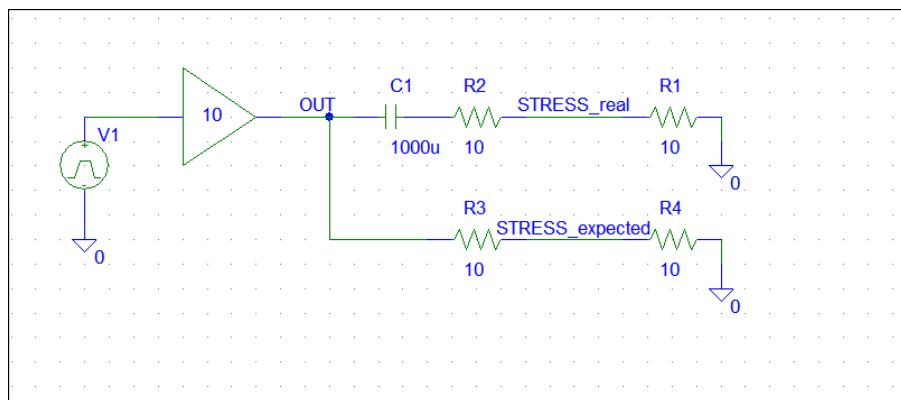 C1
R2
R1
OUT
STRESS_real
10
V1
1000u
10
10
0
R3
R4
STRESS_expected
0
10
10
0